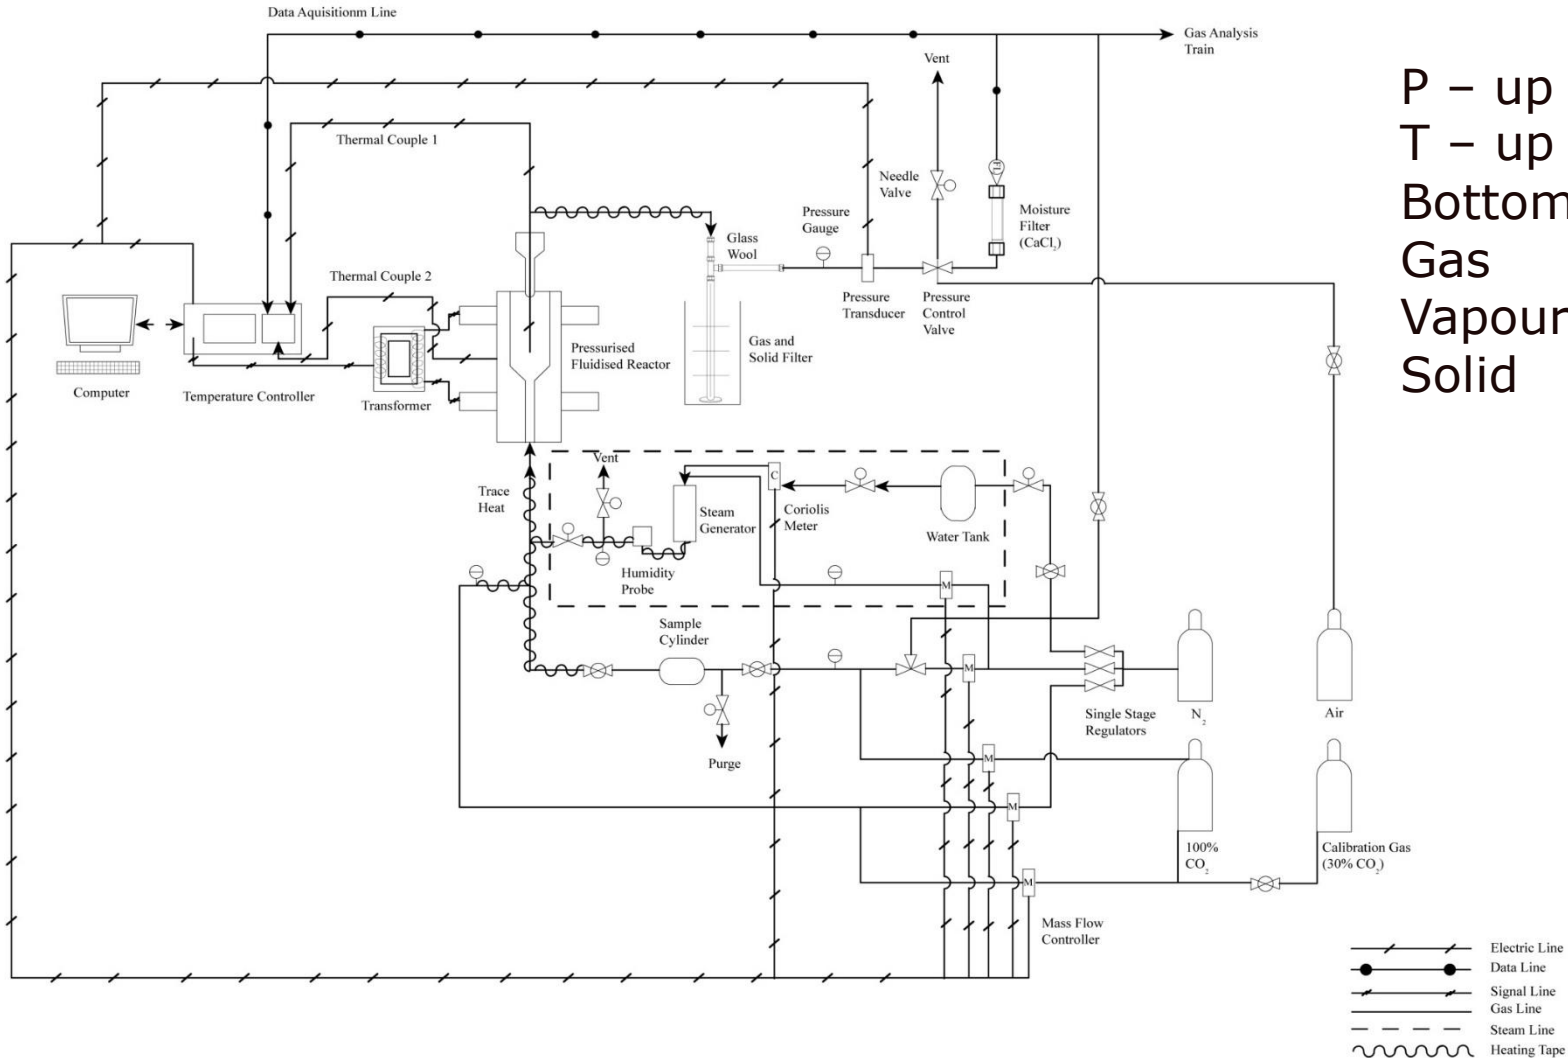 Data Aquisitionm Line
Gas Analysis
Train
Vent
Thermal Couple 1
Needle
Valve
Pressure
Gauge
Moisture
Filter
(CaCl₂)
Glass
Wool
Thermal Couple 2
Pressure
Transducer
Pressure
Control
Valve
Pressurised
Fluidised Reactor
Gas and
Solid Filter
Computer
Temperature Controller
Transformer
P – up
T – up
Bottom
Gas
Vapour
Solid
Vent
Trace
Heat
C
Steam
Generator
Coriolis
Meter
Water Tank
Humidity
Probe
M
Sample
Cylinder
M
Single Stage
Regulators
N₂
Air
Purge
M
M
100%
CO₂
Calibration Gas
(30% CO₂)
M
Mass Flow
Controller
Electric Line
Data Line
Signal Line
Gas Line
Steam Line
Heating Tape